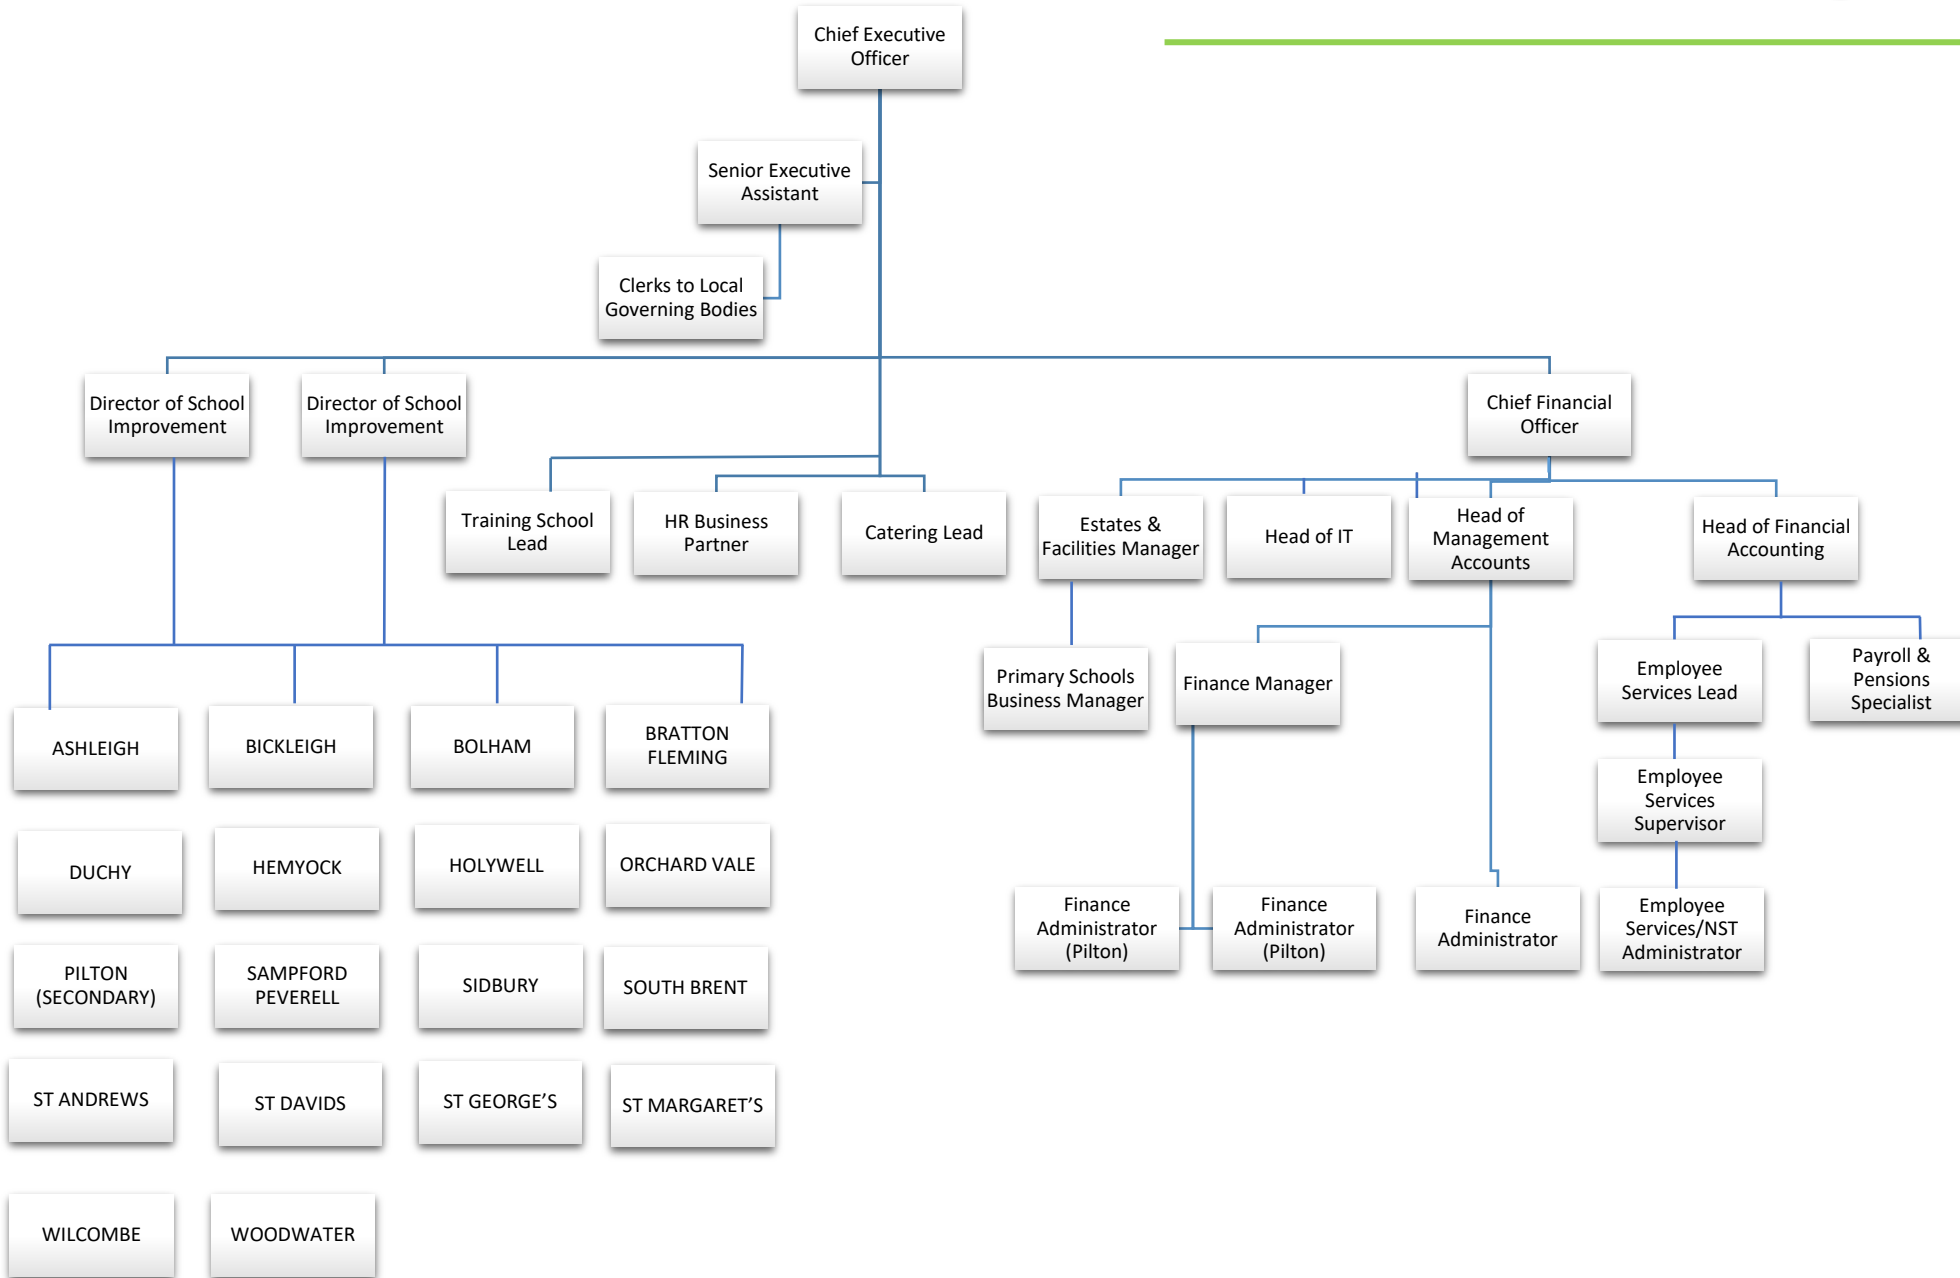 Chief Executive
Officer
Senior Executive
Assistant
Clerks to Local
Governing Bodies
Director of School
Improvement
Director of School
Improvement
Chief Financial
Officer
Training School
Lead
HR Business
Partner
Catering Lead
Estates &
Facilities Manager
Head of IT
Head of
Management
Accounts
Head of Financial
Accounting
Primary Schools
Business Manager
Finance Manager
Employee
Services Lead
Payroll &
Pensions
Specialist
Employee
Services
Supervisor
Finance
Administrator
(Pilton)
Finance
Administrator
(Pilton)
Finance
Administrator
Employee
Services/NST
Administrator
ASHLEIGH
BICKLEIGH
BOLHAM
BRATTON
FLEMING
DUCHY
HEMYOCK
HOLYWELL
ORCHARD VALE
PILTON
(SECONDARY)
SAMPFORD
PEVERELL
SIDBURY
SOUTH BRENT
ST ANDREWS
ST DAVIDS
ST GEORGE’S
ST MARGARET’S
WILCOMBE
WOODWATER